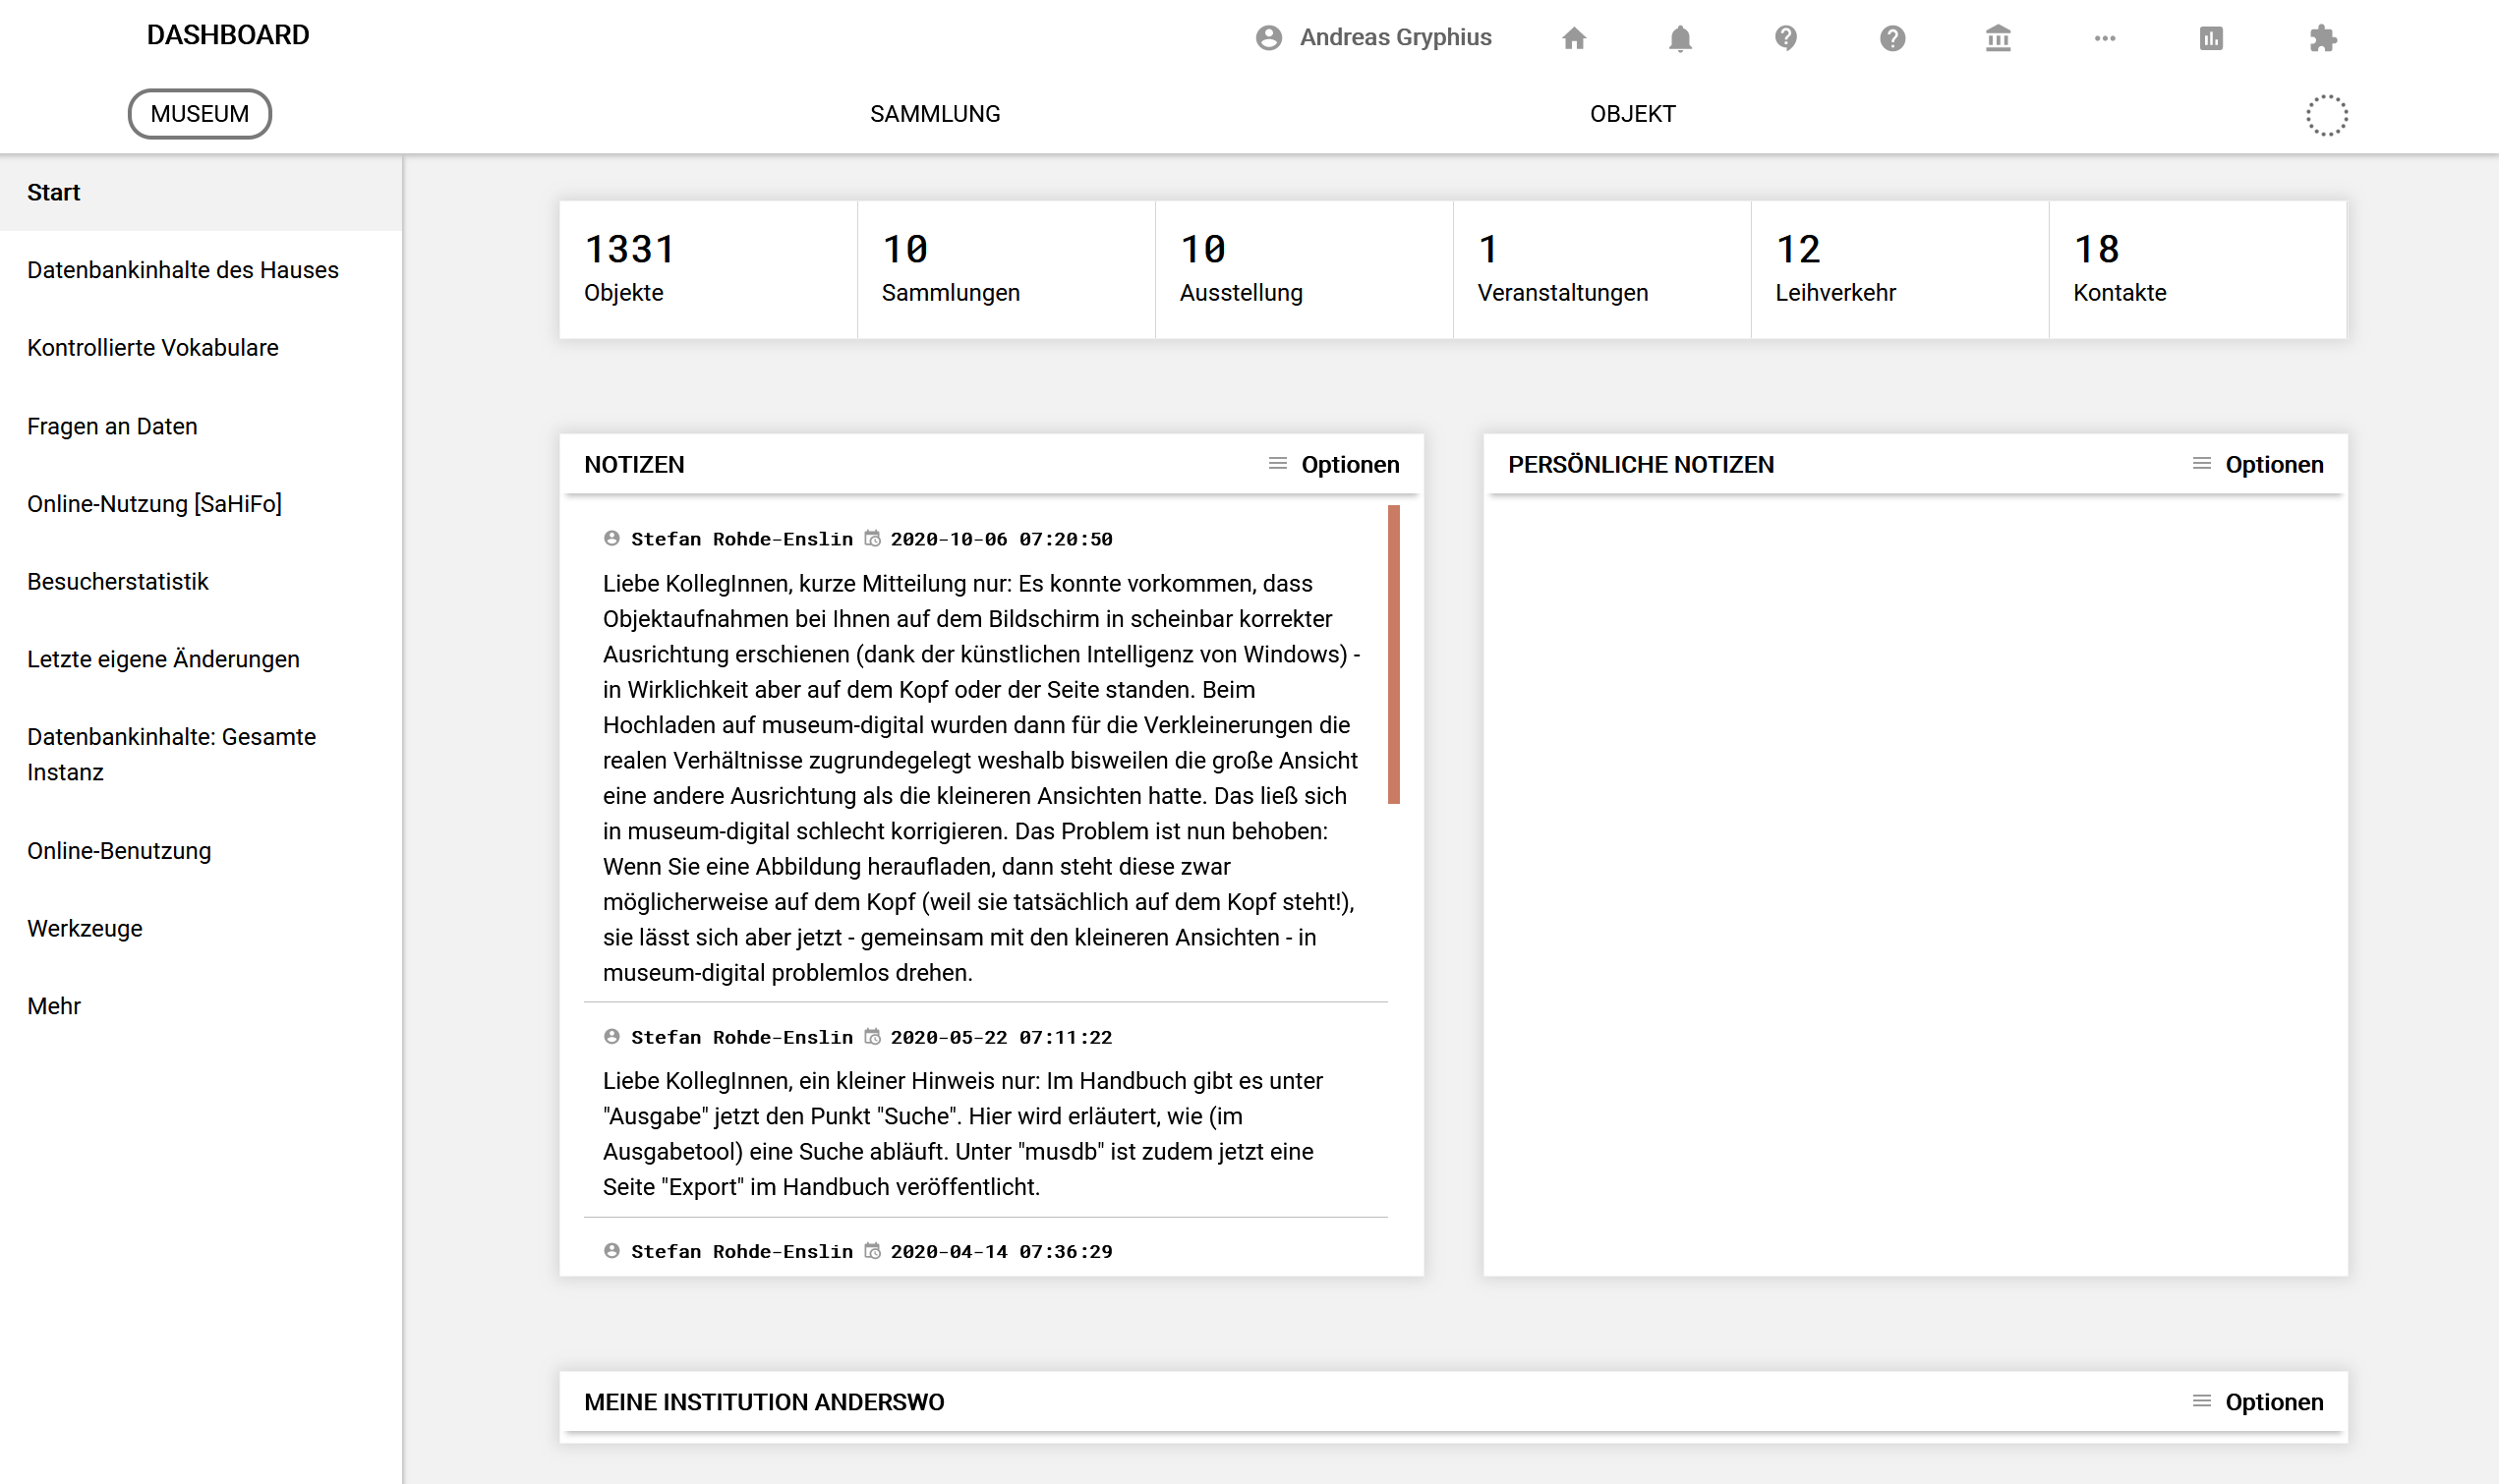 DASHBOARD
Andreas Gryphius
MUSEUM
SAMMLUNG
OBJEKT
Start
Datenbankinhalte des Hauses
Kontrollierte Vokabulare
Fragen an Daten
Online-Nutzung [SaHiFo]
Besucherstatistik
Letzte eigene Änderungen
Datenbankinhalte: Gesamte
Instanz
Online-Benutzung
Werkzeuge
Mehr
1331
Objekte
10
Sammlungen
10
Ausstellung
1
Veranstaltungen
12
Leihverkehr
18
Kontakte
NOTIZEN
Optionen
Stefan Rohde-Enslin 2020-10-06 07:20:50
Liebe KollegInnen, kurze Mitteilung nur: Es konnte vorkommen, dass
Objektaufnahmen bei Ihnen auf dem Bildschirm in scheinbar korrekter
Ausrichtung erschienen (dank der künstlichen Intelligenz von Windows) -
in Wirklichkeit aber auf dem Kopf oder der Seite standen. Beim
Hochladen auf museum-digital wurden dann für die Verkleinerungen die
realen Verhältnisse zugrundegelegt weshalb bisweilen die große Ansicht
eine andere Ausrichtung als die kleineren Ansichten hatte. Das ließ sich
in museum-digital schlecht korrigieren. Das Problem ist nun behoben:
Wenn Sie eine Abbildung heraufladen, dann steht diese zwar
möglicherweise auf dem Kopf (weil sie tatsächlich auf dem Kopf steht!),
sie lässt sich aber jetzt - gemeinsam mit den kleineren Ansichten - in
museum-digital problemlos drehen.
Stefan Rohde-Enslin 2020-05-22 07:11:22
Liebe KollegInnen, ein kleiner Hinweis nur: Im Handbuch gibt es unter
"Ausgabe" jetzt den Punkt "Suche". Hier wird erläutert, wie (im
Ausgabetool) eine Suche abläuft. Unter "musdb" ist zudem jetzt eine
Seite "Export" im Handbuch veröffentlicht.
Stefan Rohde-Enslin 2020-04-14 07:36:29
PERSÖNLICHE NOTIZEN
Optionen
MEINE INSTITUTION ANDERSWO
Optionen